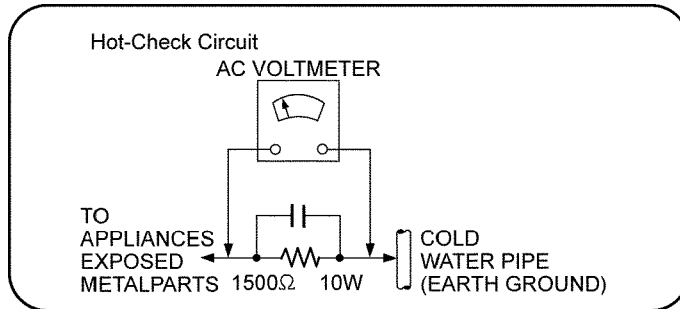 Hot-Check Circuit
AC VOLTMETER
TO
APPLIANCES
EXPOSED
METALPARTS
1500Ω 10W
COLD
WATER PIPE
(EARTH GROUND)